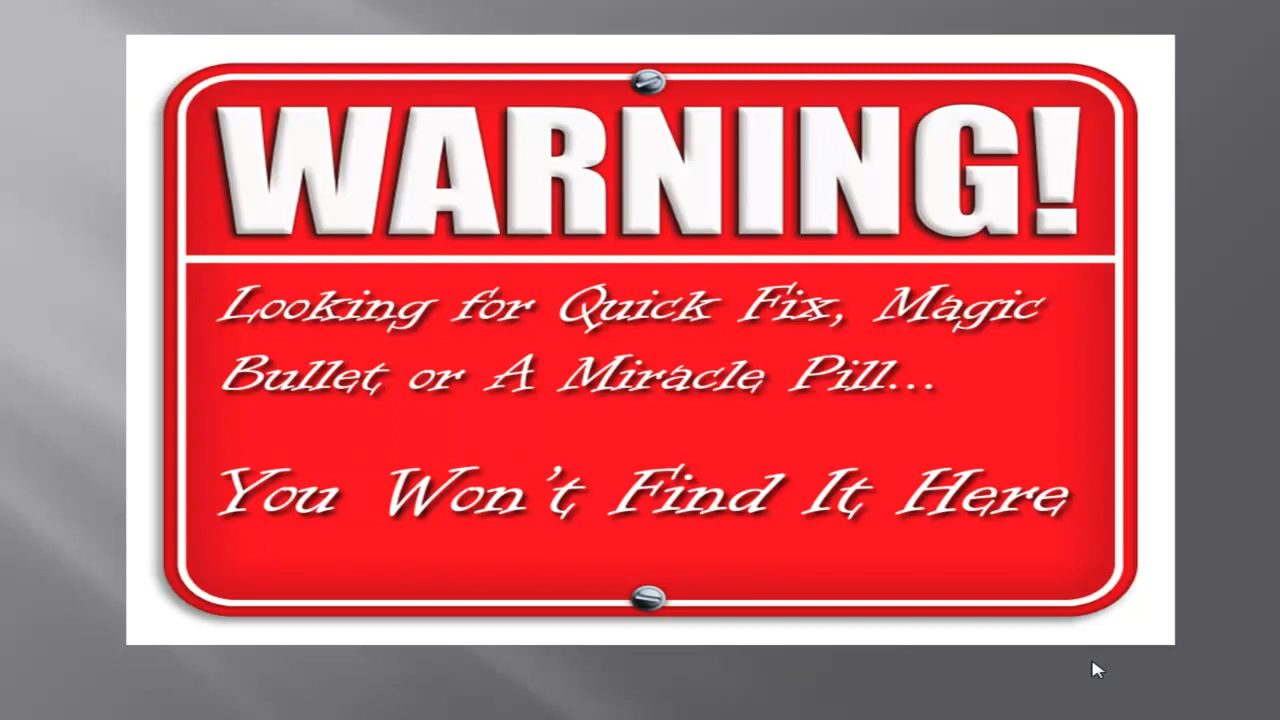 WARNING!
Looking for Quick Fix, Magic
Bullet or A Miracle Pill...
You Won't Find It Here